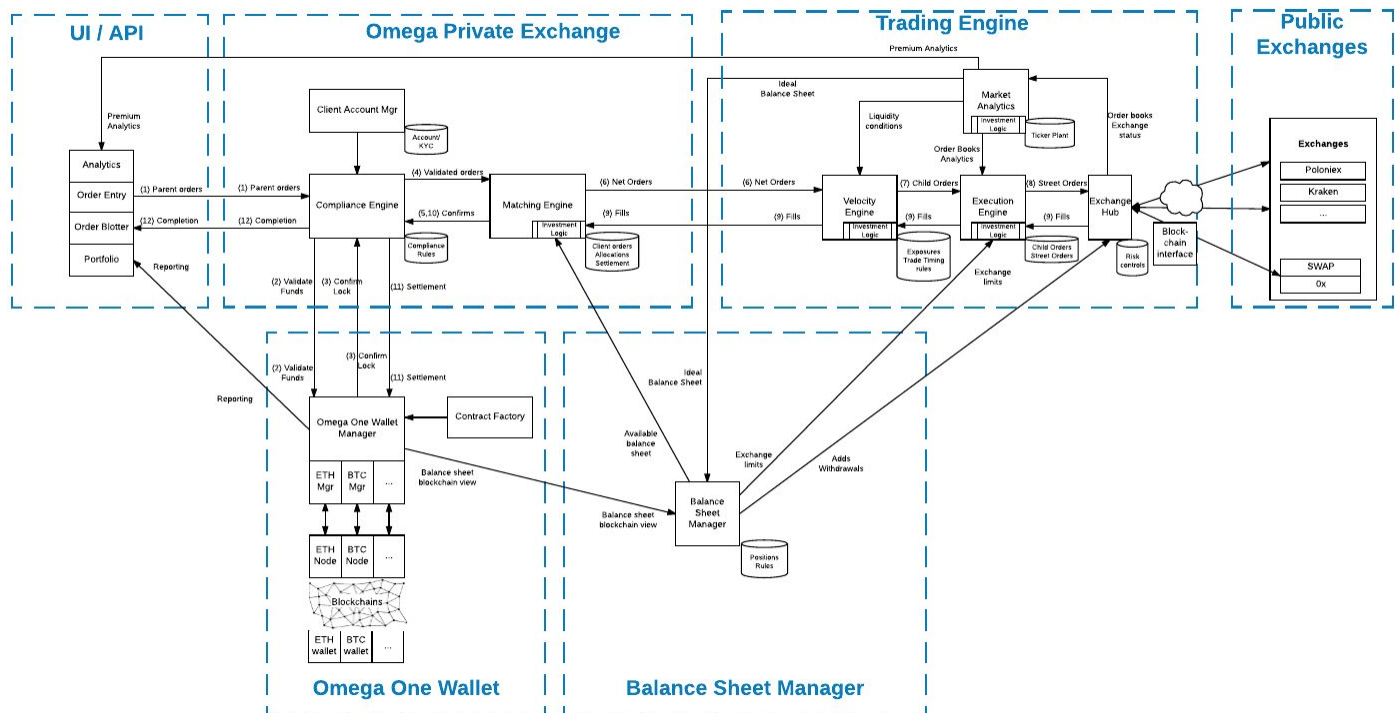 UI / API
Omega Private Exchange
Trading Engine
Public
Exchanges
Premium Analytics
Ideal
Balance Sheet
Market
Analytics
Investment
Logic
Ticker Plant
Order books
Exchange
status
Liquidity
conditions
Order Books
Analytics
Client Account Mgr
Account/
KYC
Premium
Analytics
Analytics
Order Entry
Order Blotter
Portfolio
(1) Parent orders
(1) Parent orders
(12) Completion
(12) Completion
Reporting
Compliance Engine
Compliance
Rules
(4) Validated orders
(5,10) Confirms
Matching Engine
Investment
Logic
Client orders
Allocations
Settlement
(6) Net Orders
(6) Net Orders
(9) Fills
(9) Fills
Velocity
Engine
Investment
Logic
Exposures
Trade Timing
rules
(7) Child Orders
(9) Fills
Execution
Engine
Investment
Logic
Child Orders
Street Orders
(8) Street Orders
(9) Fills
Exchange
Hub
Risk
controls
Block-
chain
interface
Exchanges
Poloniex
Kraken
...
SWAP
0x
Exchange
limits
(2) Validate
Funds
(3) Confirm
Lock
(11) Settlement
(2) Validate
Funds
(3) Confirm
Lock
(11) Settlement
Reporting
Omega One Wallet
Manager
Contract Factory
ETH
Mgr
BTC
Mgr
...
ETH
Node
BTC
Node
...
Blockchains
ETH
wallet
BTC
wallet
...
Balance sheet
blockchain view
Balance sheet
blockchain view
Ideal
Balance Sheet
Available
balance
sheet
Exchange
limits
Adds
Withdrawals
Balance
Sheet
Manager
Positions
Rules
Omega One Wallet
Balance Sheet Manager